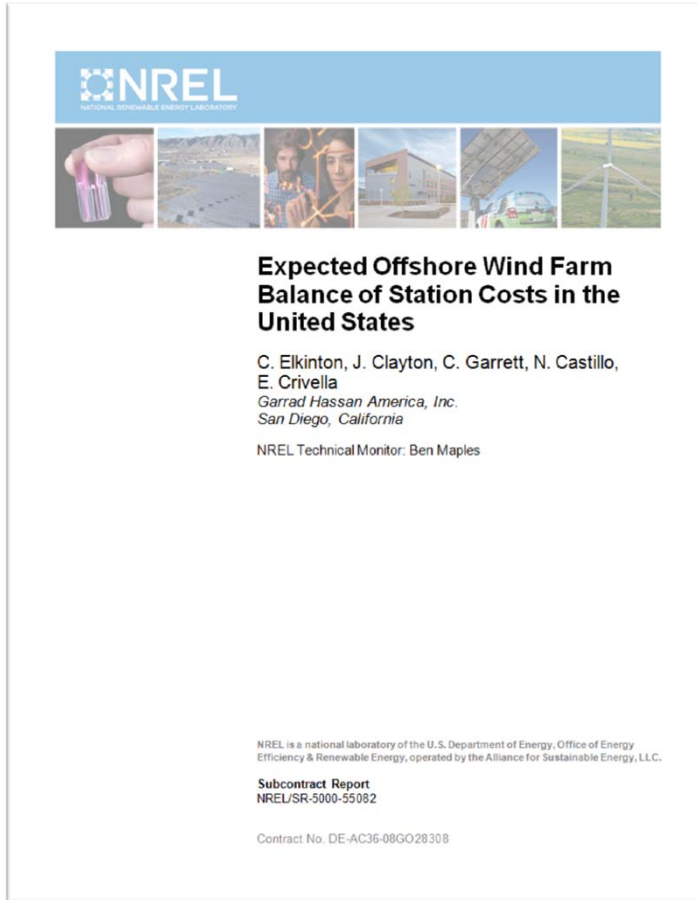 NREL
NATIONAL RENEWABLE ENERGY LABORATORY
Expected Offshore Wind Farm
Balance of Station Costs in the
United States
C. Elkinton, J. Clayton, C. Garrett, N. Castillo,
E. Crivella
Garrad Hassan America, Inc.
San Diego, California
NREL Technical Monitor: Ben Maples
NREL is a national laboratory of the U.S. Department of Energy, Office of Energy
Efficiency & Renewable Energy, operated by the Alliance for Sustainable Energy, LLC.
Subcontract Report
NREL/SR-5000-55082
Contract No. DE-AC36-08GO28308